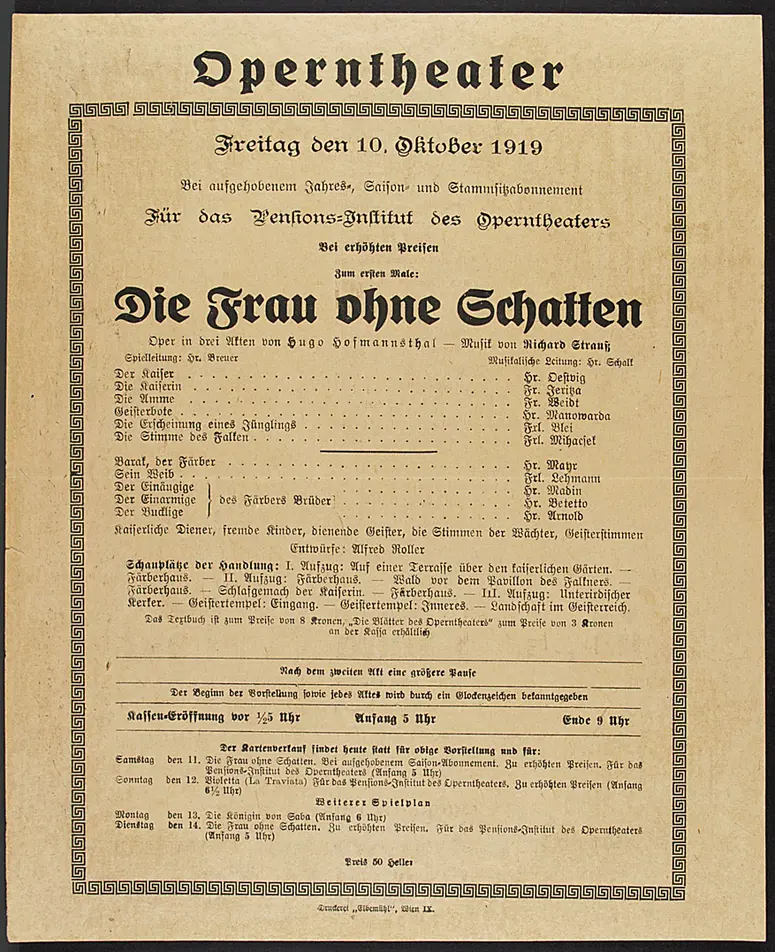 Operntheater
Freitag den 10. Oktober 1919
Bei aufgehobenem Jahres-, Saison- und Stammsitzabonnement
Für das Pensions-Institut des Operntheaters
Bei erhöhten Preisen
Zum ersten Male:
Die Frau ohne Schatten
Oper in drei Akten von Hugo Hofmannsthal — Musik von Richard Strauß
Spielleitung: Hr. Breuer Musikalische Leitung: Hr. Schalk
Der Kaiser . . . . . . . . . . Hr. Oestvig
Die Kaiserin . . . . . . . . . . Fr. Jeritza
Die Amme . . . . . . . . . . Fr. Weidt
Geisterbote . . . . . . . . . . Hr. Manowarda
Die Erscheinung eines Jünglings . . . . . . . . . . Frl. Blei
Die Stimme des Falken . . . . . . . . . . Frl. Mihacsek
Barak, der Färber . . . . . . . . . . Hr. Mayr
Sein Weib . . . . . . . . . . Frl. Lehmann
Der Einäugige . . . . . . . . . . Hr. Madin
Der Einarmige } des Färbers Brüder . . . . . . . . . . Hr. Betetto
Der Bucklige . . . . . . . . . . Hr. Arnold
Kaiserliche Diener, fremde Kinder, dienende Geister, die Stimmen der Wächter, Geisterstimmen
Entwürfe: Alfred Roller
Schauplätze der Handlung: I. Aufzug: Auf einer Terrasse über den kaiserlichen Gärten. —
Färberhaus. — II. Aufzug: Färberhaus. — Wald vor dem Pavillon des Falkners. —
Färberhaus. — Schlafgemach der Kaiserin. — Färberhaus. — III. Aufzug: Unterirdischer
Kerker. — Geistertempel: Eingang. — Geistertempel: Inneres. — Landschaft im Geisterreich.
Das Textbuch ist zum Preise von 8 Kronen, „Die Blätter des Operntheaters" zum Preise von 3 Kronen
an der Kassa erhältlich
Nach dem zweiten Akt eine größere Pause
Der Beginn der Vorstellung sowie jedes Aktes wird durch ein Glockenzeichen bekanntgegeben
Kassen-Eröffnung vor ½5 Uhr Anfang 5 Uhr Ende 9 Uhr
Der Kartenverkauf findet heute statt für obige Vorstellung und für:
Samstag den 11. Die Frau ohne Schatten. Bei aufgehobenem Saison-Abonnement. Zu erhöhten Preisen. Für das
Pensions-Institut des Operntheaters (Anfang 5 Uhr)
Sonntag den 12. Violetta (La Traviata) Für das Pensions-Institut des Operntheaters. Zu erhöhten Preisen (Anfang
6½ Uhr)
Weiterer Spielplan
Montag den 13. Die Königin von Saba (Anfang 6 Uhr)
Dienstag den 14. Die Frau ohne Schatten. Zu erhöhten Preisen. Für das Pensions-Institut des Operntheaters
(Anfang 5 Uhr)
Preis 50 Heller
Druckerei „Elbemühl", Wien IX.